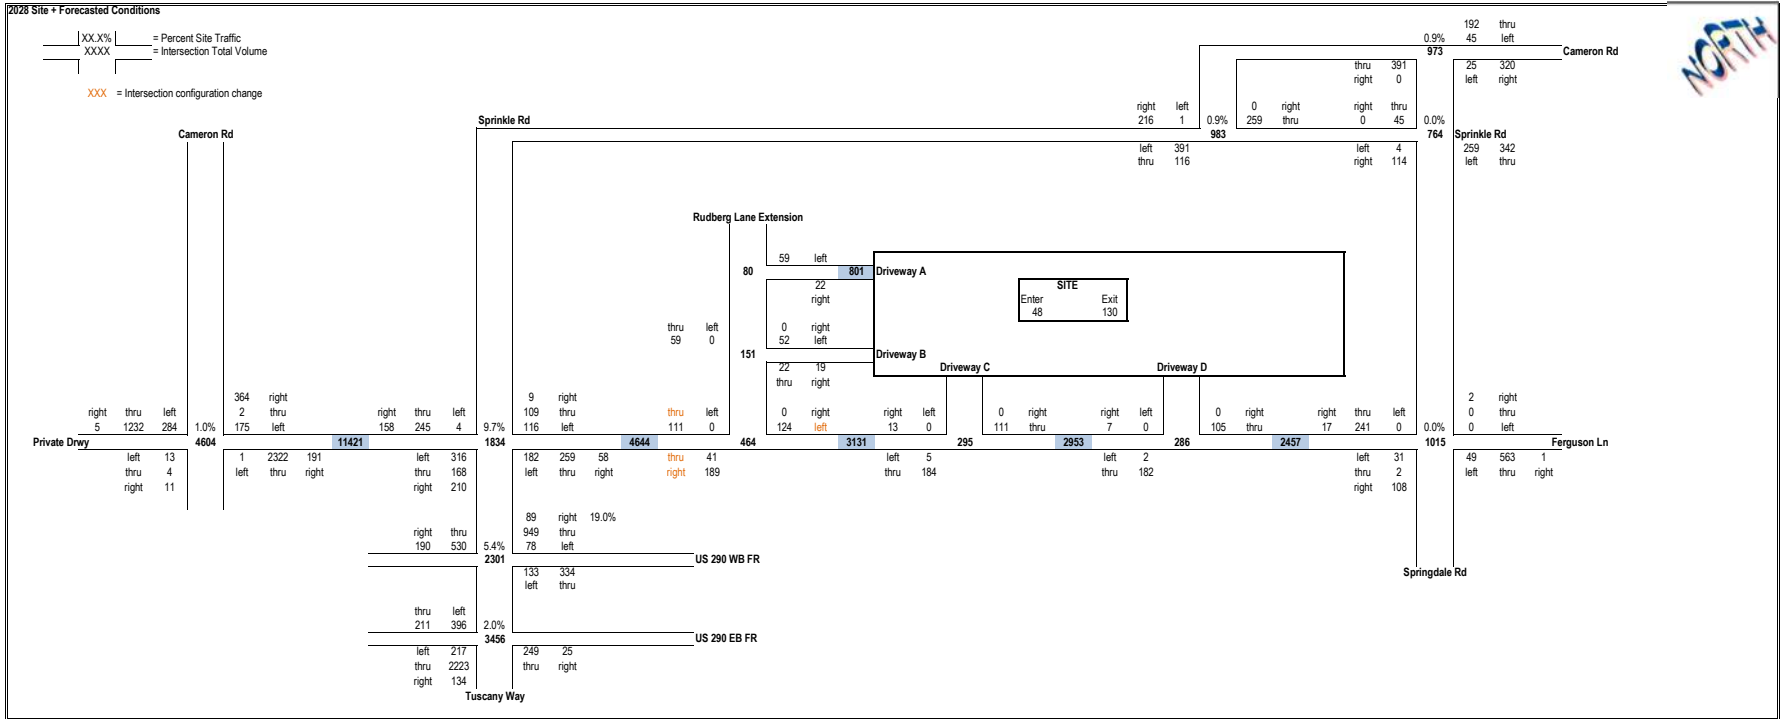 2028 Site + Forecasted Conditions
XX.X% = Percent Site Traffic
XXXX = Intersection Total Volume
XXX = Intersection configuration change
NORTH
192 thru
0.9% 45 left
973 Cameron Rd
thru 391 25 320
right 0 left right
right left 0 right right thru
216 1 0.9% 259 thru 0 45 0.0%
983 764 Sprinkle Rd
left 391 left 4 259 342
thru 116 right 114 left thru
Cameron Rd
Sprinkle Rd
Rudberg Lane Extension
59 left
80 801 Driveway A
22
right
SITE
Enter Exit
48 130
thru left 0 right
59 0 52 left
151 Driveway B
22 19
thru right
Driveway C Driveway D
364 right 9 right 2 right
right thru left 2 thru right thru left 109 thru thru left 0 right right left 0 right right left 0 right right thru left 0 thru
5 1232 284 1.0% 175 left 158 245 4 9.7% 116 left 111 0 124 left 13 0 111 thru 7 0 105 thru 17 241 0 0.0% 0 left
Private Drwy 4604 11421 1834 4644 464 3131 295 2953 286 2457 1015 Ferguson Ln
left 13 1 2322 191 left 316 182 259 58 thru 41 left 5 left 2 left 31 49 563 1
thru 4 left thru right thru 168 left thru right right 189 thru 184 thru 182 thru 2 left thru right
right 11 right 210 right 108
89 right 19.0%
right thru 949 thru
190 530 5.4% 78 left
2301 US 290 WB FR
133 334
left thru
Springdale Rd
thru left
211 396 2.0%
3456 US 290 EB FR
left 217 249 25
thru 2223 thru right
right 134
Tuscany Way